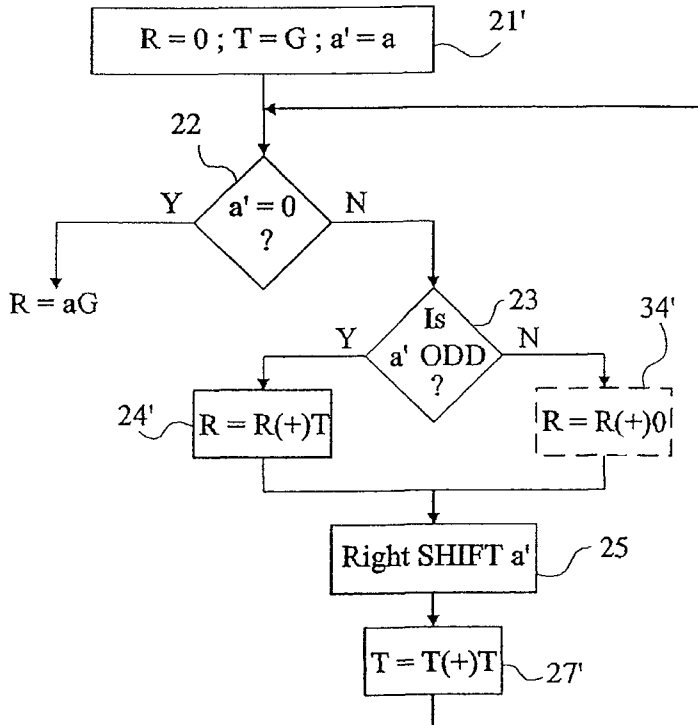 R = 0 ; T = G ; a' = a
21'
22
Y
a' = 0
?
N
R = aG
23
Y
Is
a' ODD
?
N
34'
24'
R = R(+)T
R = R(+)0
Right SHIFT a'
25
T = T(+)T
27'